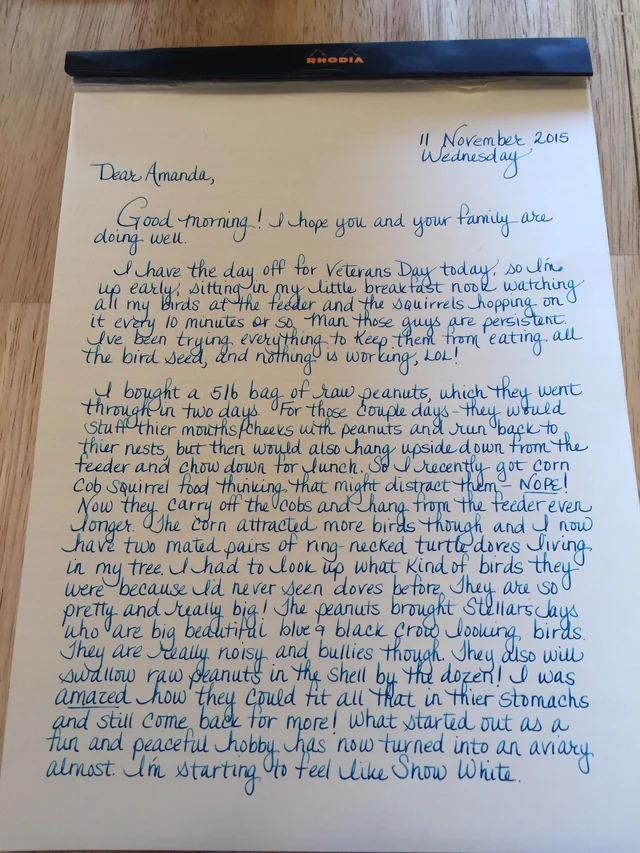 RHODIA
11 November 2015
Wednesday
Dear Amanda,
Good morning! I hope you and your family are
doing well.
I have the day off for Veterans Day today, so I'm
up early, sitting in my little breakfast nook watching
all my birds at the feeder and the squirrels hopping on
it every 10 minutes or so. Man those guys are persistent.
I've been trying everything to keep them from eating all
the bird seed, and nothing is working, LOL!
I bought a 5lb bag of raw peanuts, which they went
through in two days. For those couple days - they would
stuff thier mouths/cheeks with peanuts and run back to
thier nests, but then would also hang upside down from the
feeder and chow down for lunch. So I recently got corn
cob squirrel food thinking that might distract them - NOPE!
Now they carry off the cobs and hang from the feeder even
longer. The corn attracted more birds though and I now
have two mated pairs of ring-necked turtle doves living
in my tree. I had to look up what kind of birds they
were because I'd never seen doves before. They are so
pretty and really big! The peanuts brought Stellars Jays
who are big beautiful blue & black crow looking birds.
They are really noisy and bullies though. They also will
swallow raw peanuts in the shell by the dozen! I was
amazed how they could fit all that in thier stomachs
and still come back for more! What started out as a
fun and peaceful hobby has now turned into an aviary
almost. I'm starting to feel like Snow White.